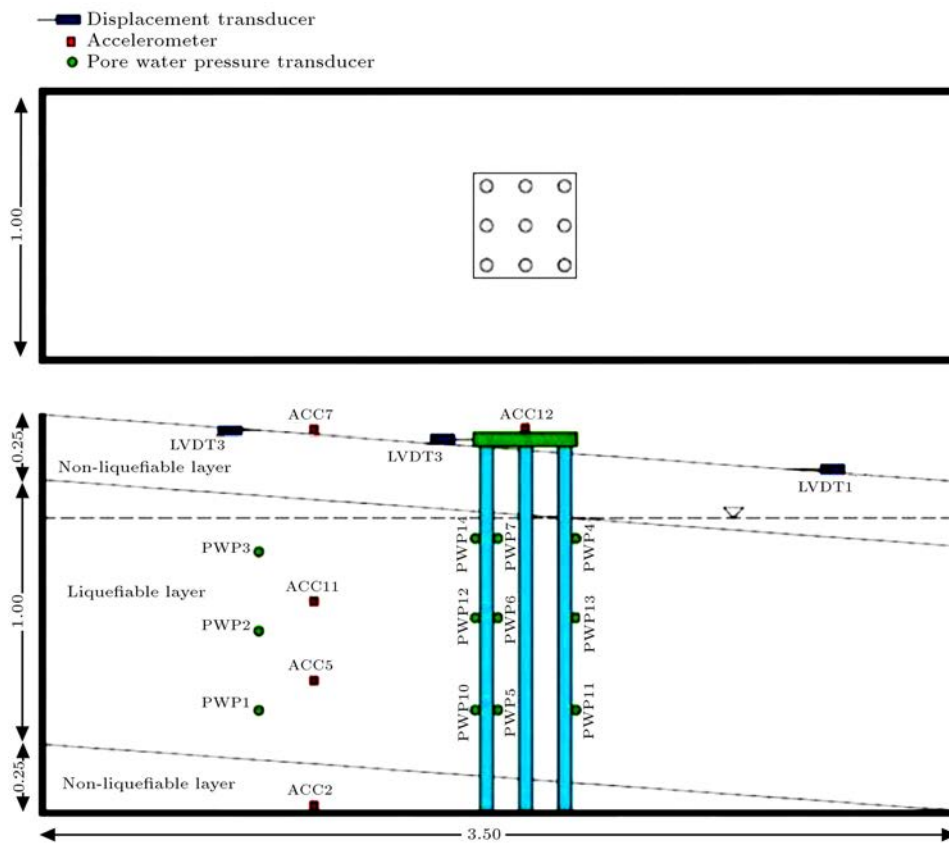 Displacement transducer
Accelerometer
Pore water pressure transducer
1.00
ACC7
ACC12
LVDT3
LVDT3
LVDT1
0.25
Non-liquefiable layer
PWP14
PWP7
PWP4
PWP3
ACC11
Liquefiable layer
1.00
PWP12
PWP6
PWP13
PWP2
ACC5
PWP1
PWP10
PWP5
PWP11
0.25
Non-liquefiable layer
ACC2
3.50